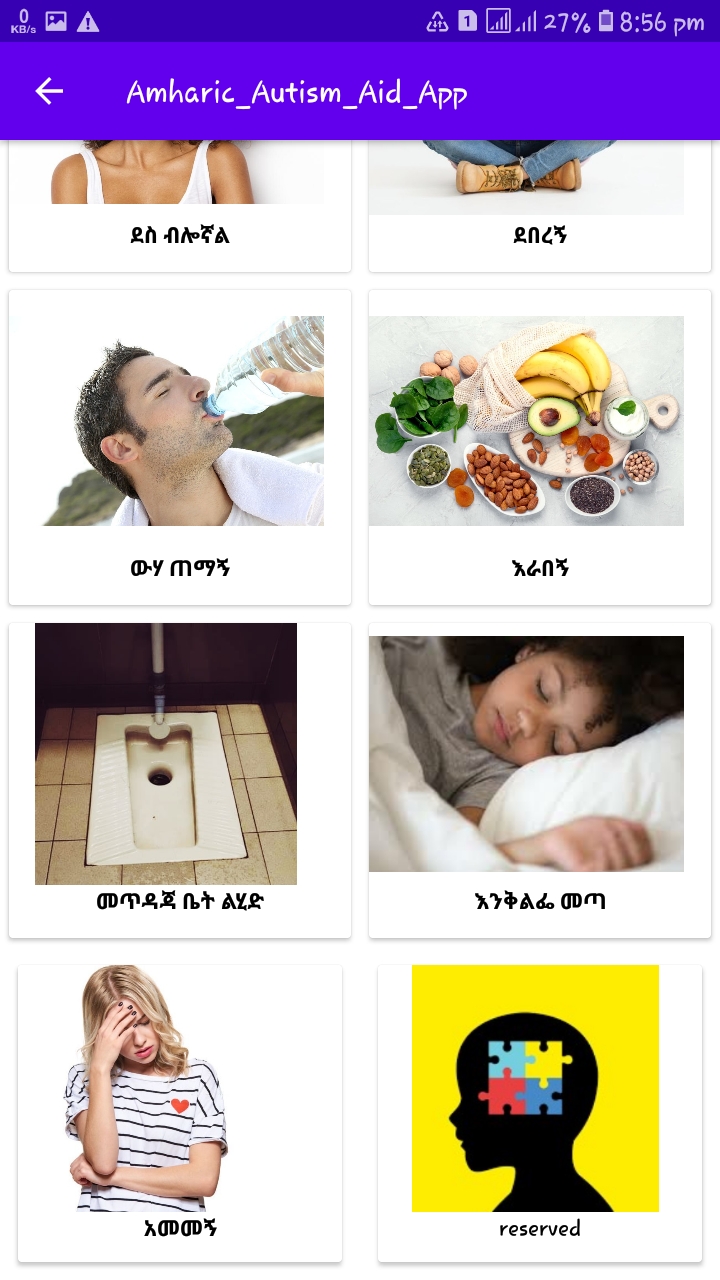 0
KB/s
1
27%
8:56 pm
Amharic_Autism_Aid_App
ደስ ብሎኛል
ደበረኝ
ውሃ ጠማኝ
እራበኝ
መጥዳጃ ቤት ልሂድ
እንቅልፌ መጣ
አመመኝ
reserved